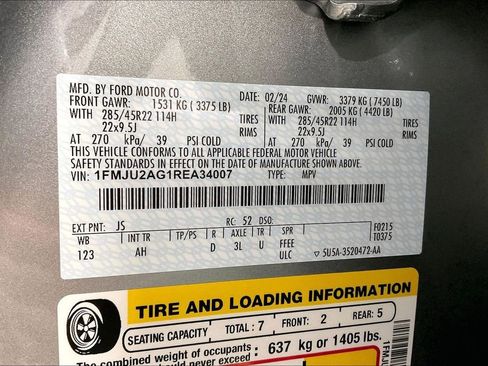 MFD. BY FORD MOTOR CO. DATE: 02/24 GVWR: 3379 KG (7450 LB)
FRONT GAWR: 1531 KG (3375 LB) REAR GAWR: 2005 KG (4420 LB)
WITH 285/45R22 114H TIRES WITH 285/45R22 114H TIRES
22x9.5J RIMS 22x9.5J RIMS
AT 270 kPa/ 39 PSI COLD AT 270 kPa/ 39 PSI COLD
THIS VEHICLE CONFORMS TO ALL APPLICABLE FEDERAL MOTOR VEHICLE
SAFETY STANDARDS IN EFFECT ON THE DATE OF MANUFACTURE SHOWN ABOVE.
VIN: 1FMJU2AG1REA34007 TYPE: MPV
EXT PNT: JS RC: 52 DSO:
WB INT TR TP/PS R AXLE TR SPR F0215
123 AH D 3L U FFEE T0375
ULC 5U5A-3520472-AA
TIRE AND LOADING INFORMATION
SEATING CAPACITY TOTAL: 7 FRONT: 2 REAR: 5
The combined weight of occupants 637 kg or 1405 lbs.
1FMJU